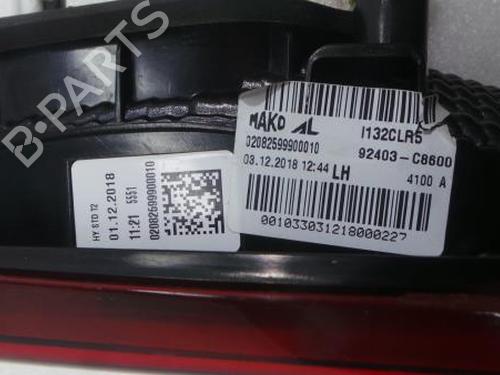 HY STD T2
01.12.2018
11:21 5551
02082599900010
MAKO AL
02082599900010
03.12.2018 12:44 LH
I132CLR5
92403-C8600
4100 A
001033031218000227
B-PARTS